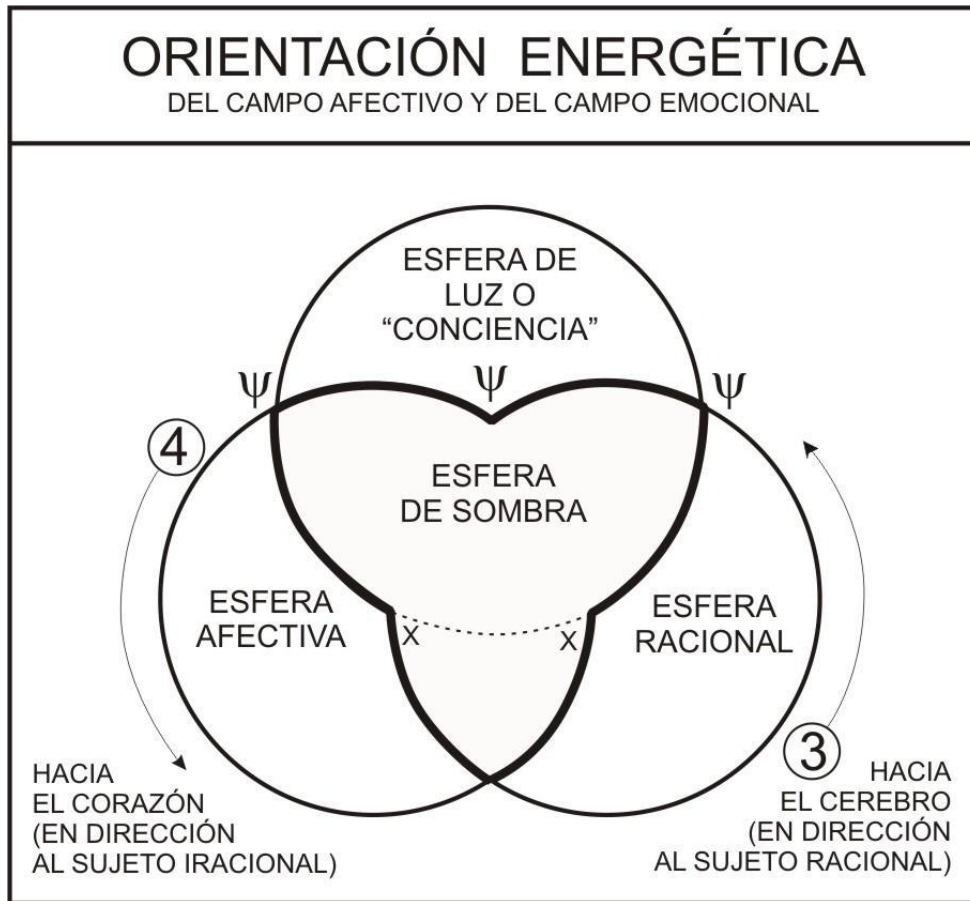 ORIENTACIÓN ENERGÉTICA
DEL CAMPO AFECTIVO Y DEL CAMPO EMOCIONAL
ESFERA DE
LUZ O
“CONCIENCIA”
ψ
ψ
ψ
4
ESFERA
DE SOMBRA
ESFERA
AFECTIVA
ESFERA
RACIONAL
X
X
3
HACIA
EL CORAZÓN
(EN DIRECCIÓN
AL SUJETO IRACIONAL)
HACIA
EL CEREBRO
(EN DIRECCIÓN
AL SUJETO RACIONAL)